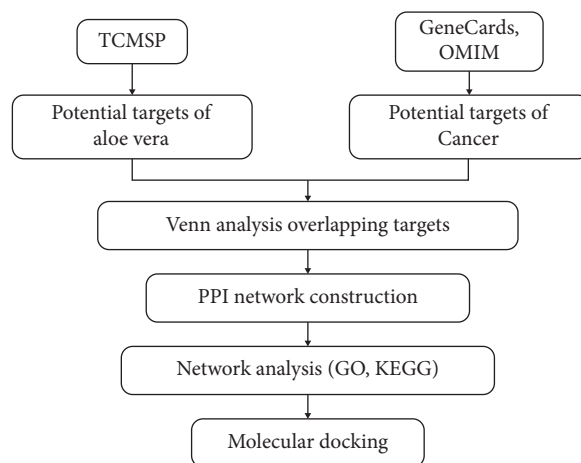 TCMSP
GeneCards,
OMIM
Potential targets of
aloe vera
Potential targets of
Cancer
Venn analysis overlapping targets
PPI network construction
Network analysis (GO, KEGG)
Molecular docking